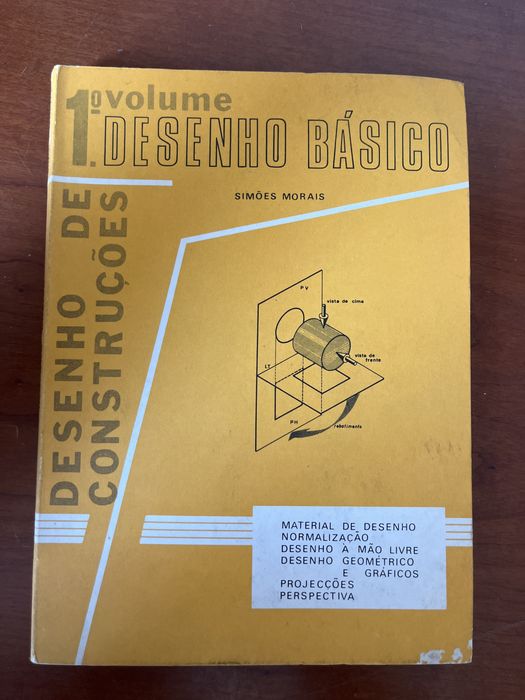 1.º volume
DESENHO BÁSICO
SIMÕES MORAIS
DESENHO DE
CONSTRUÇÕES
PV
vista de cima
vista de
frente
LT
PH
rebatimento
MATERIAL DE DESENHO
NORMALIZAÇÃO
DESENHO À MÃO LIVRE
DESENHO GEOMÉTRICO
E GRÁFICOS
PROJECÇÕES
PERSPECTIVA